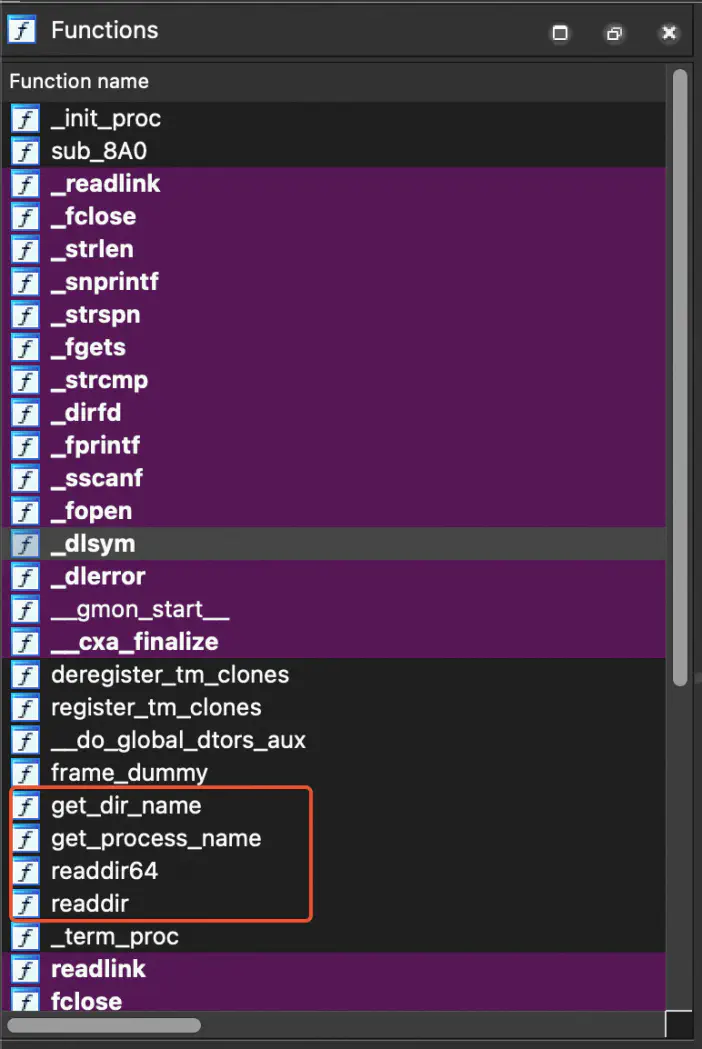 Functions
Function name
_init_proc
sub_8A0
_readlink
_fclose
_strlen
_snprintf
_strspn
_fgets
_strcmp
_dirfd
_fprintf
_sscanf
_fopen
_dlsym
_dlerror
__gmon_start__
__cxa_finalize
deregister_tm_clones
register_tm_clones
__do_global_dtors_aux
frame_dummy
get_dir_name
get_process_name
readdir64
readdir
_term_proc
readlink
fclose